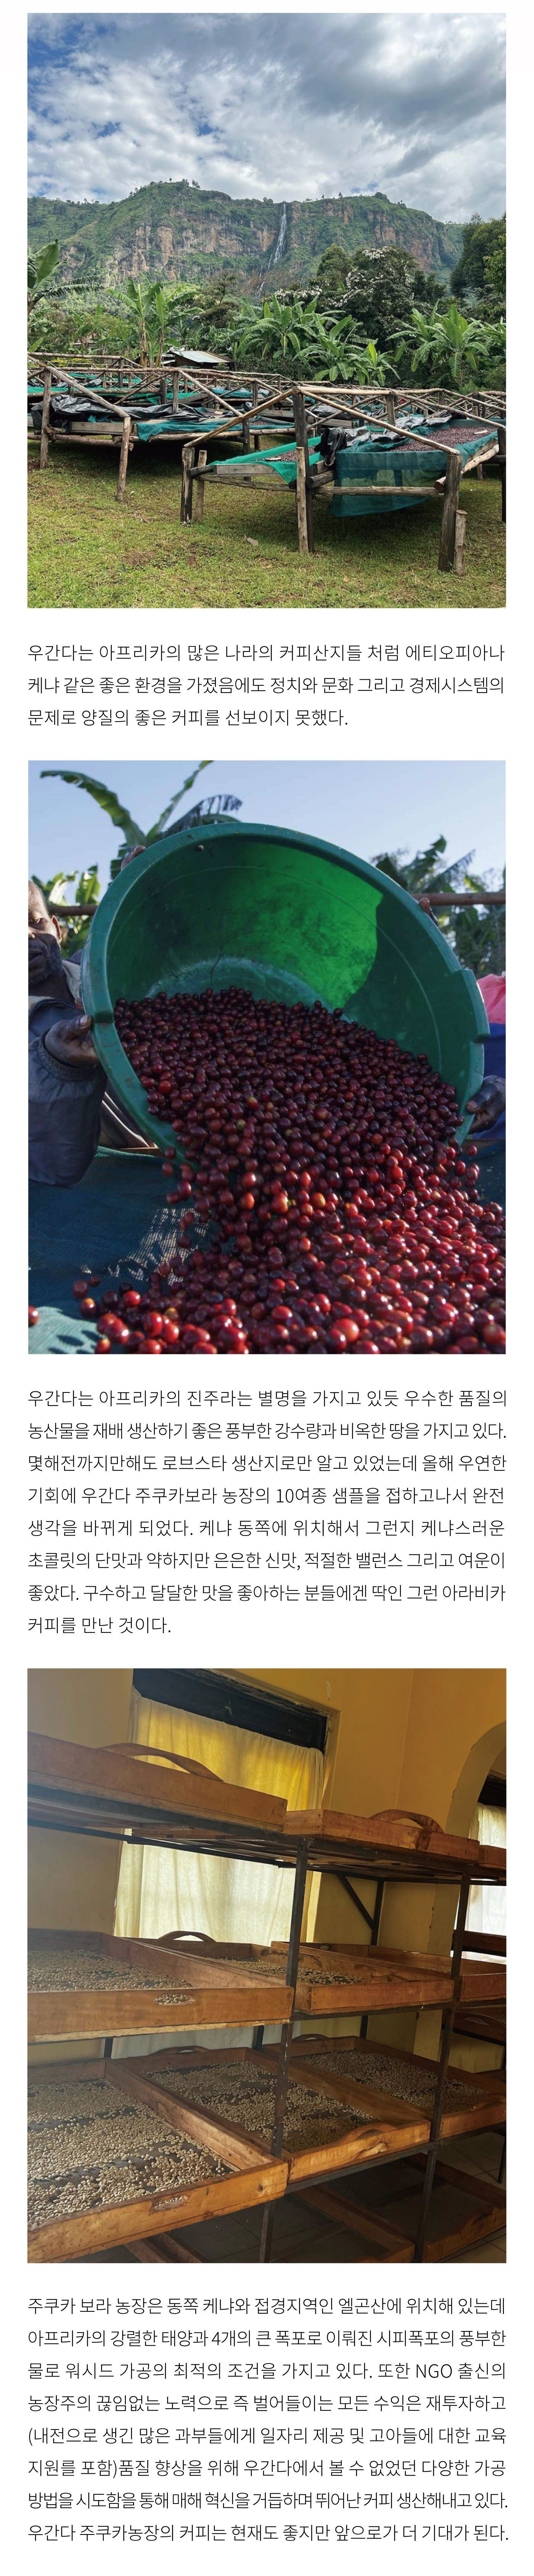 우간다는 아프리카의 많은 나라의 커피산지들 처럼 에티오피아나
케냐 같은 좋은 환경을 가졌음에도 정치와 문화 그리고 경제시스템의
문제로 양질의 좋은 커피를 선보이지 못했다.
우간다는 아프리카의 진주라는 별명을 가지고 있듯 우수한 품질의
농산물을 재배 생산하기 좋은 풍부한 강수량과 비옥한 땅을 가지고 있다.
몇해전까지만해도 로브스타 생산지로만 알고 있었는데 올해 우연한
기회에 우간다 주쿠카보라 농장의 10여종 샘플을 접하고나서 완전
생각을 바뀌게 되었다. 케냐 동쪽에 위치해서 그런지 케냐스러운
초콜릿의 단맛과 약하지만 은은한 신맛, 적절한 밸런스 그리고 여운이
좋았다. 구수하고 달달한 맛을 좋아하는 분들에겐 딱인 그런 아라비카
커피를 만난 것이다.
주쿠카 보라 농장은 동쪽 케냐와 접경지역인 엘곤산에 위치해 있는데
아프리카의 강렬한 태양과 4개의 큰 폭포로 이뤄진 시피폭포의 풍부한
물로 워시드 가공의 최적의 조건을 가지고 있다. 또한 NGO 출신의
농장주의 끊임없는 노력으로 즉 벌어들이는 모든 수익은 재투자하고
(내전으로 생긴 많은 과부들에게 일자리 제공 및 고아들에 대한 교육
지원를 포함)품질 향상을 위해 우간다에서 볼 수 없었던 다양한 가공
방법을 시도함을 통해 매해 혁신을 거듭하며 뛰어난 커피 생산해내고 있다.
우간다 주쿠카농장의 커피는 현재도 좋지만 앞으로가 더 기대가 된다.